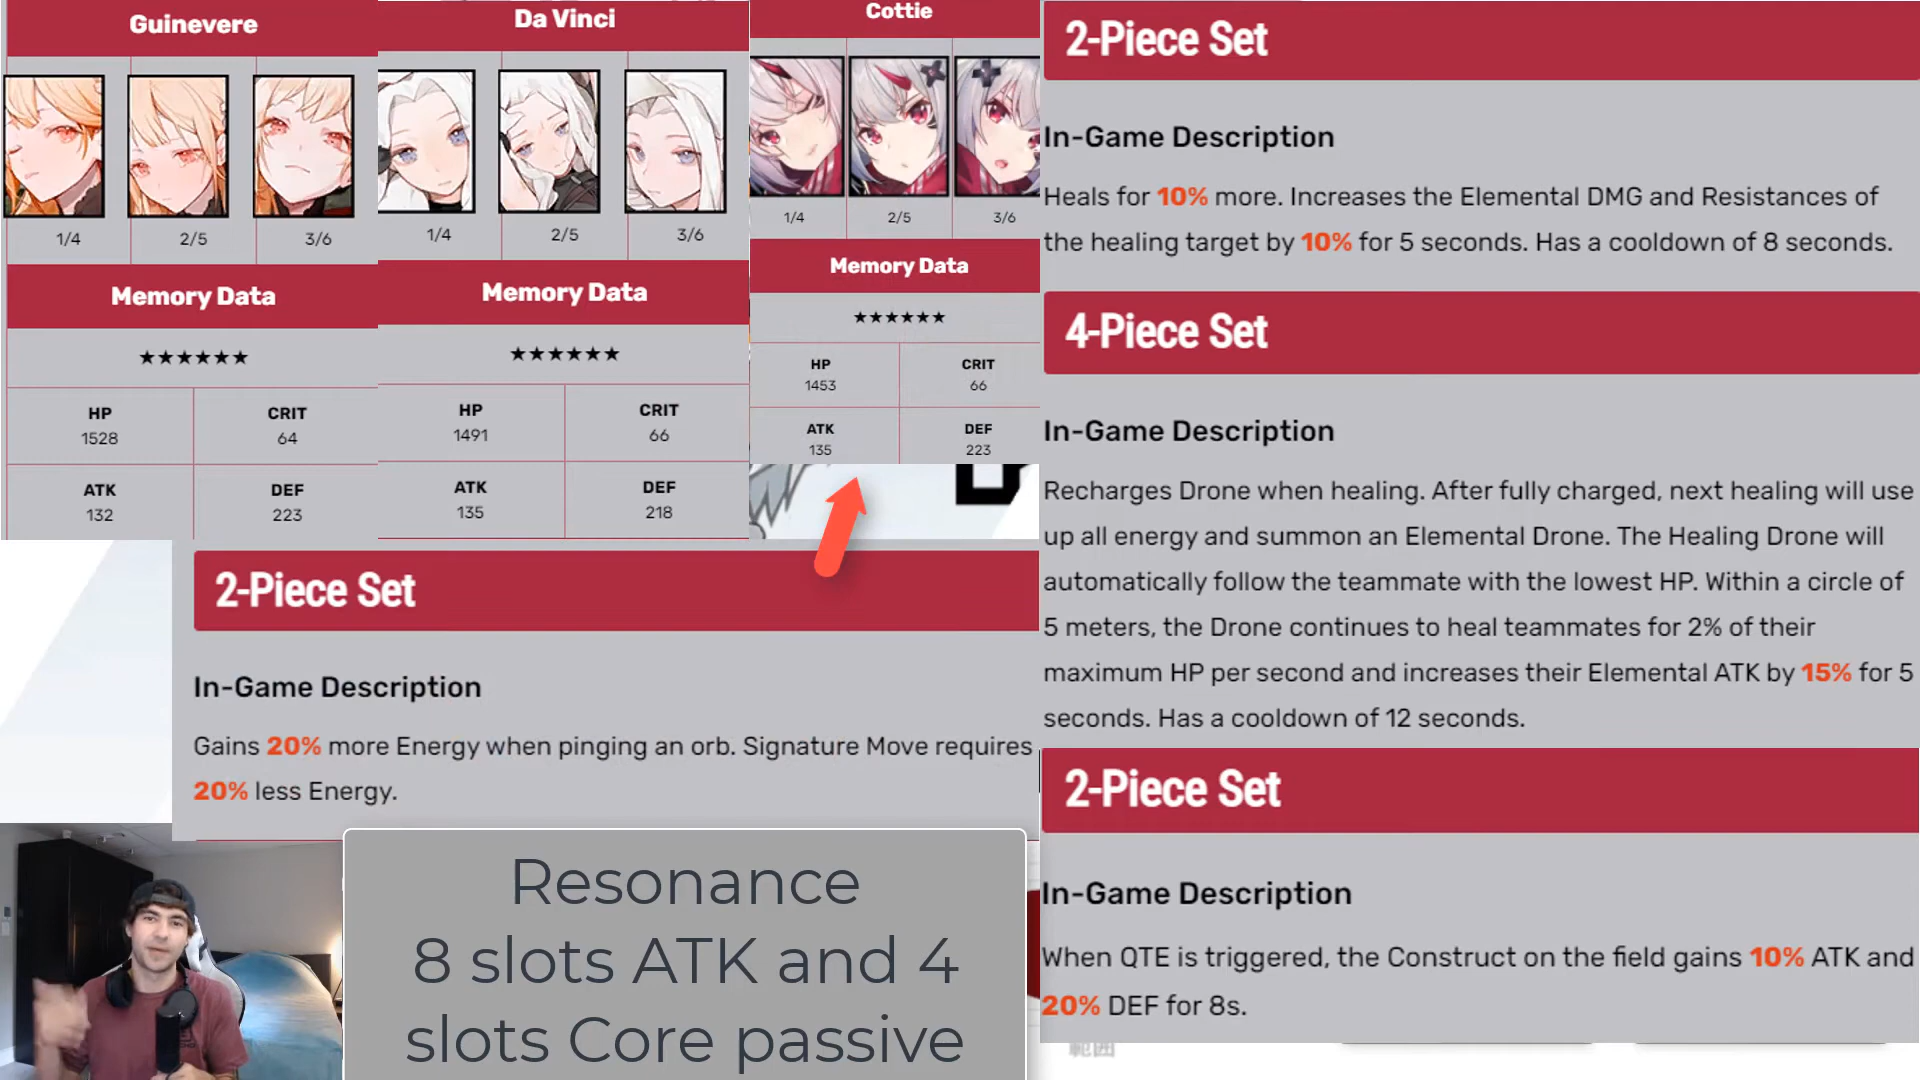 Guinevere
1/4
2/5
3/6
Memory Data
★★★★★★
HP
1528
CRIT
64
ATK
132
DEF
223
Da Vinci
1/4
2/5
3/6
Memory Data
★★★★★★
HP
1491
CRIT
66
ATK
135
DEF
218
Cottie
1/4
2/5
3/6
Memory Data
★★★★★★
HP
1453
CRIT
66
ATK
135
DEF
223
2-Piece Set
In-Game Description
Gains 20% more Energy when pinging an orb. Signature Move requires
20% less Energy.
Resonance
8 slots ATK and 4
slots Core passive
2-Piece Set
In-Game Description
Heals for 10% more. Increases the Elemental DMG and Resistances of
the healing target by 10% for 5 seconds. Has a cooldown of 8 seconds.
4-Piece Set
In-Game Description
Recharges Drone when healing. After fully charged, next healing will use
up all energy and summon an Elemental Drone. The Healing Drone will
automatically follow the teammate with the lowest HP. Within a circle of
5 meters, the Drone continues to heal teammates for 2% of their
maximum HP per second and increases their Elemental ATK by 15% for 5
seconds. Has a cooldown of 12 seconds.
2-Piece Set
In-Game Description
When QTE is triggered, the Construct on the field gains 10% ATK and
20% DEF for 8s.